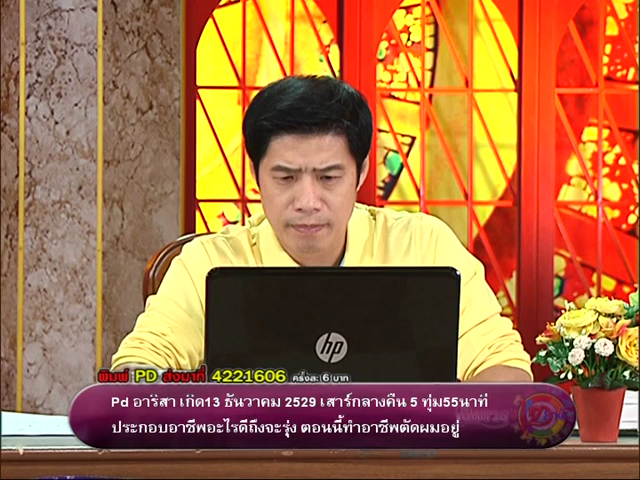 hp
พิมพ์ PD ส่งมาที่ 4221606 ครั้งละ(6)บาท
Pd อาริสา เกิด13 ธันวาคม 2529 เสาร์กลางคืน 5 ทุ่ม55นาที
ประกอบอาชีพอะไรดีถึงจะรุ่ง ตอนนี้ทำอาชีพตัดผมอยู่